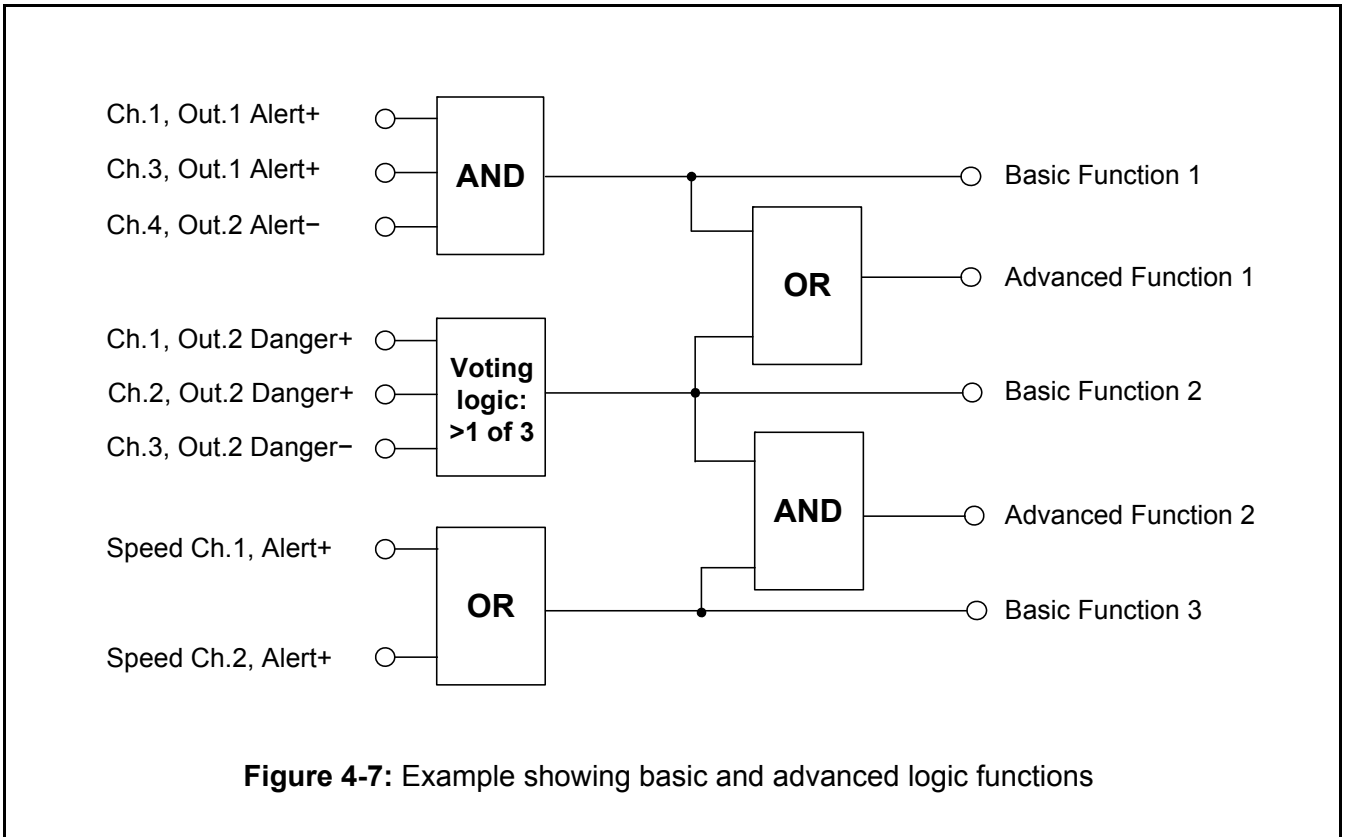 Ch.1, Out.1 Alert+
Ch.3, Out.1 Alert+
Ch.4, Out.2 Alert−
AND
Basic Function 1
OR
Advanced Function 1
Ch.1, Out.2 Danger+
Ch.2, Out.2 Danger+
Ch.3, Out.2 Danger−
Voting
logic:
>1 of 3
Basic Function 2
AND
Advanced Function 2
Speed Ch.1, Alert+
Speed Ch.2, Alert+
OR
Basic Function 3
Figure 4-7: Example showing basic and advanced logic functions